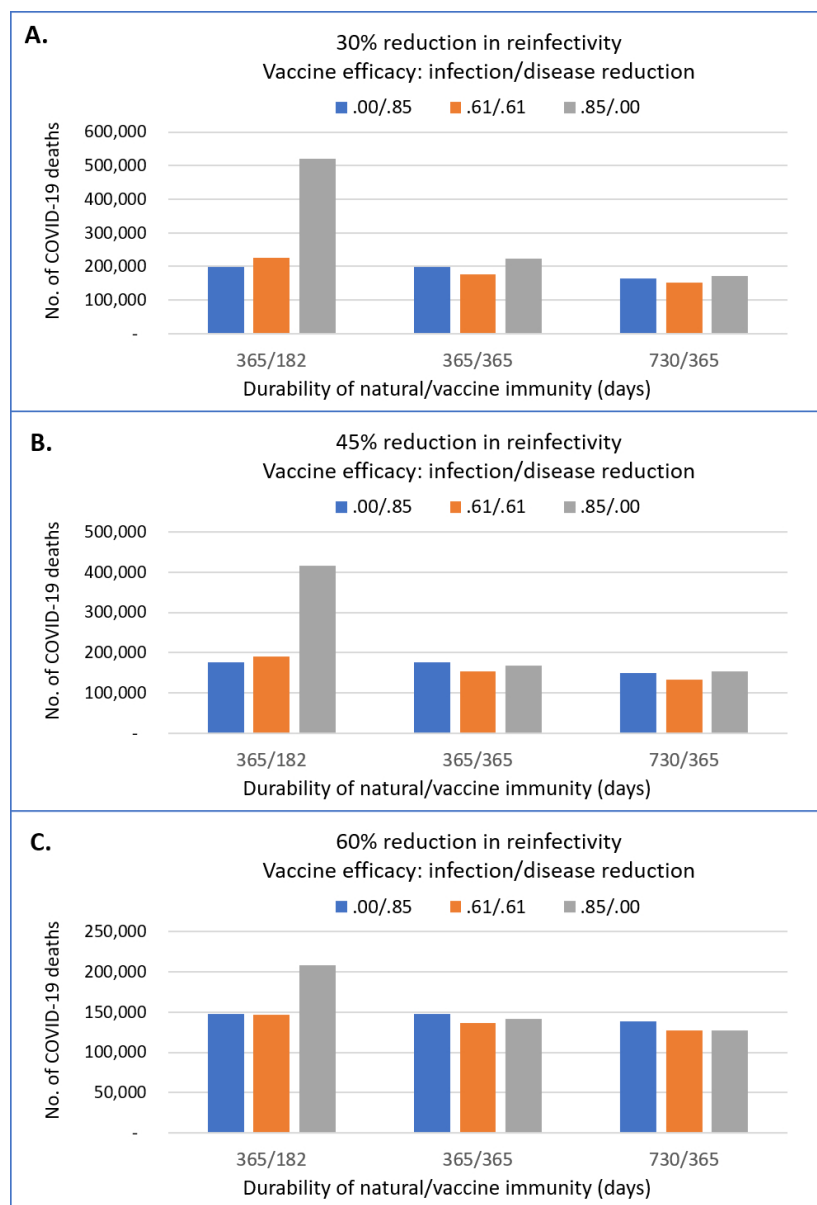 A.
30% reduction in reinfectivity
Vaccine efficacy: infection/disease reduction
.00/.85 .61/.61 .85/.00
No. of COVID-19 deaths
600,000
500,000
400,000
300,000
200,000
100,000
-
365/182 365/365 730/365
Durability of natural/vaccine immunity (days)
B.
45% reduction in reinfectivity
Vaccine efficacy: infection/disease reduction
.00/.85 .61/.61 .85/.00
No. of COVID-19 deaths
500,000
400,000
300,000
200,000
100,000
-
365/182 365/365 730/365
Durability of natural/vaccine immunity (days)
C.
60% reduction in reinfectivity
Vaccine efficacy: infection/disease reduction
.00/.85 .61/.61 .85/.00
No. of COVID-19 deaths
250,000
200,000
150,000
100,000
50,000
-
365/182 365/365 730/365
Durability of natural/vaccine immunity (days)